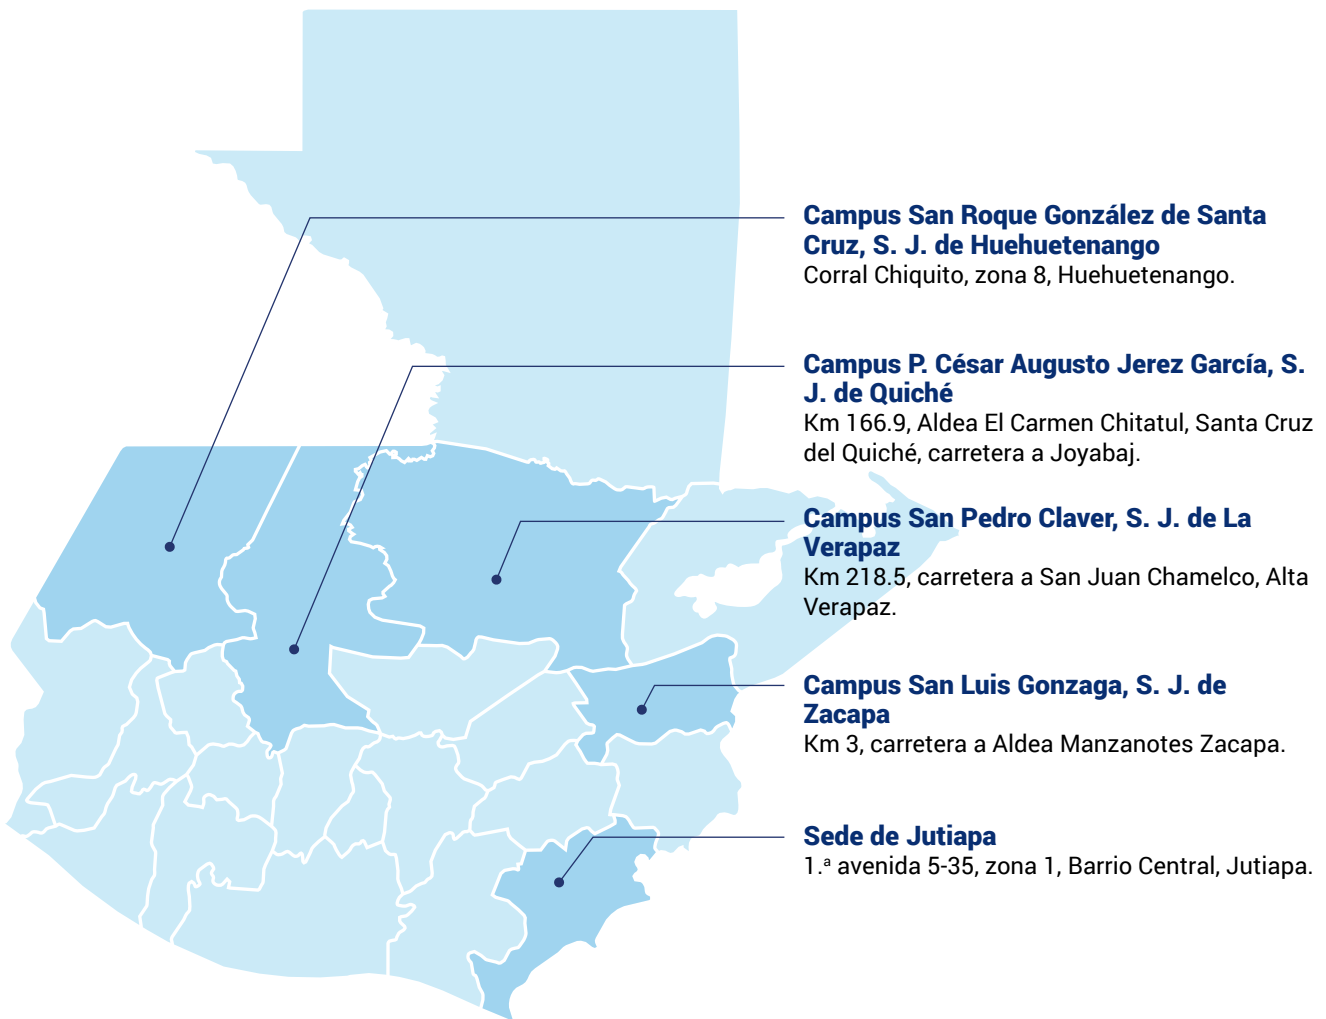 Campus San Roque González de Santa
Cruz, S. J. de Huehuetenango
Corral Chiquito, zona 8, Huehuetenango.
Campus P. César Augusto Jerez García, S.
J. de Quiché
Km 166.9, Aldea El Carmen Chitatul, Santa Cruz
del Quiché, carretera a Joyabaj.
Campus San Pedro Claver, S. J. de La
Verapaz
Km 218.5, carretera a San Juan Chamelco, Alta
Verapaz.
Campus San Luis Gonzaga, S. J. de
Zacapa
Km 3, carretera a Aldea Manzanotes Zacapa.
Sede de Jutiapa
1.ª avenida 5-35, zona 1, Barrio Central, Jutiapa.